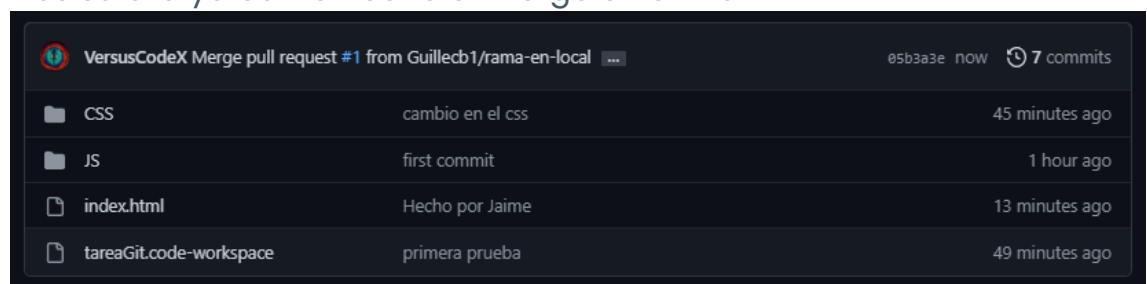 VersusCodeX Merge pull request #1 from Guillecb1/rama-en-local ... 05b3a3e now 7 commits
CSS cambio en el css 45 minutes ago
JS first commit 1 hour ago
index.html Hecho por Jaime 13 minutes ago
tareaGit.code-workspace primera prueba 49 minutes ago